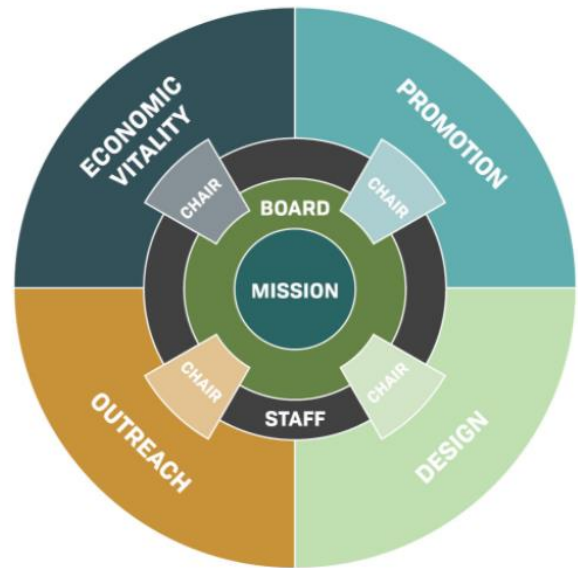 ECONOMIC
VITALITY
PROMOTION
CHAIR
CHAIR
BOARD
MISSION
CHAIR
CHAIR
STAFF
OUTREACH
DESIGN